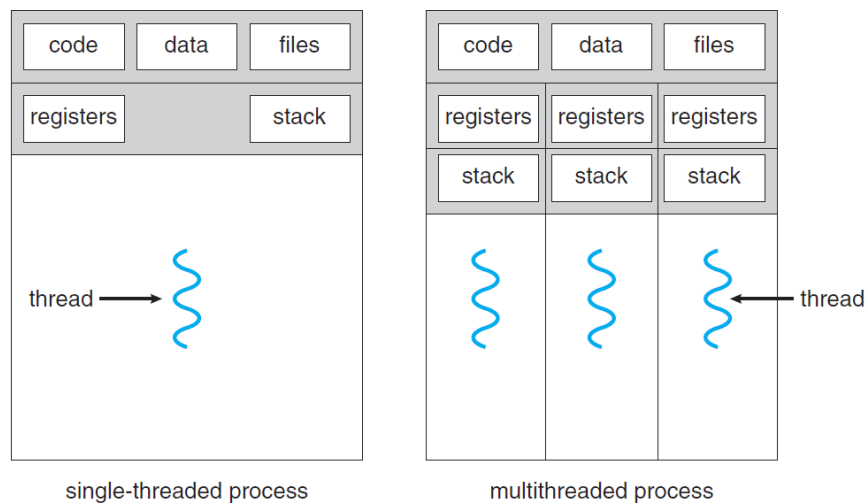 code data files
registers stack
thread
single-threaded process
code data files
registers registers registers
stack stack stack
thread
multithreaded process